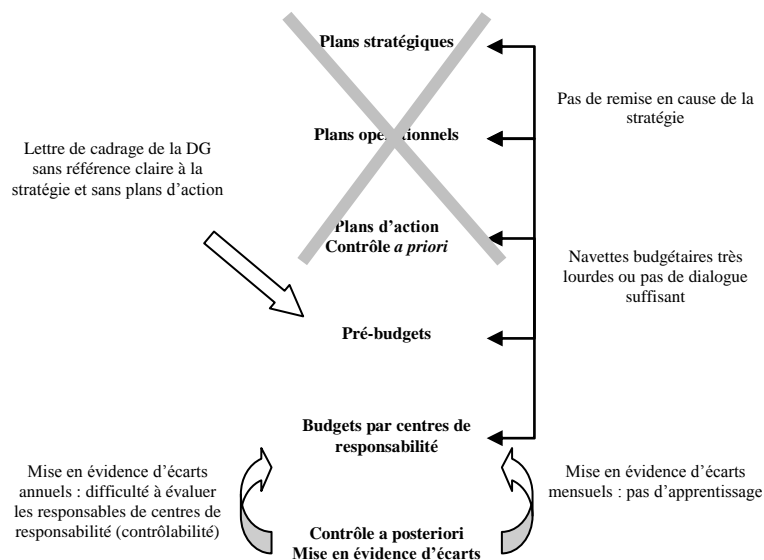 Plans stratégiques
Pas de remise en cause de la
stratégie
Plans opérationnels
Lettre de cadrage de la DG
sans référence claire à la
stratégie et sans plans d’action
Plans d’action
Contrôle a priori
Navettes budgétaires très
lourdes ou pas de dialogue
suffisant
Pré-budgets
Budgets par centres de
responsabilité
Mise en évidence d’écarts
annuels : difficulté à évaluer
les responsables de centres de
responsabilité (contrôlabilité)
Mise en évidence d’écarts
mensuels : pas d’apprentissage
Contrôle a posteriori
Mise en évidence d’écarts